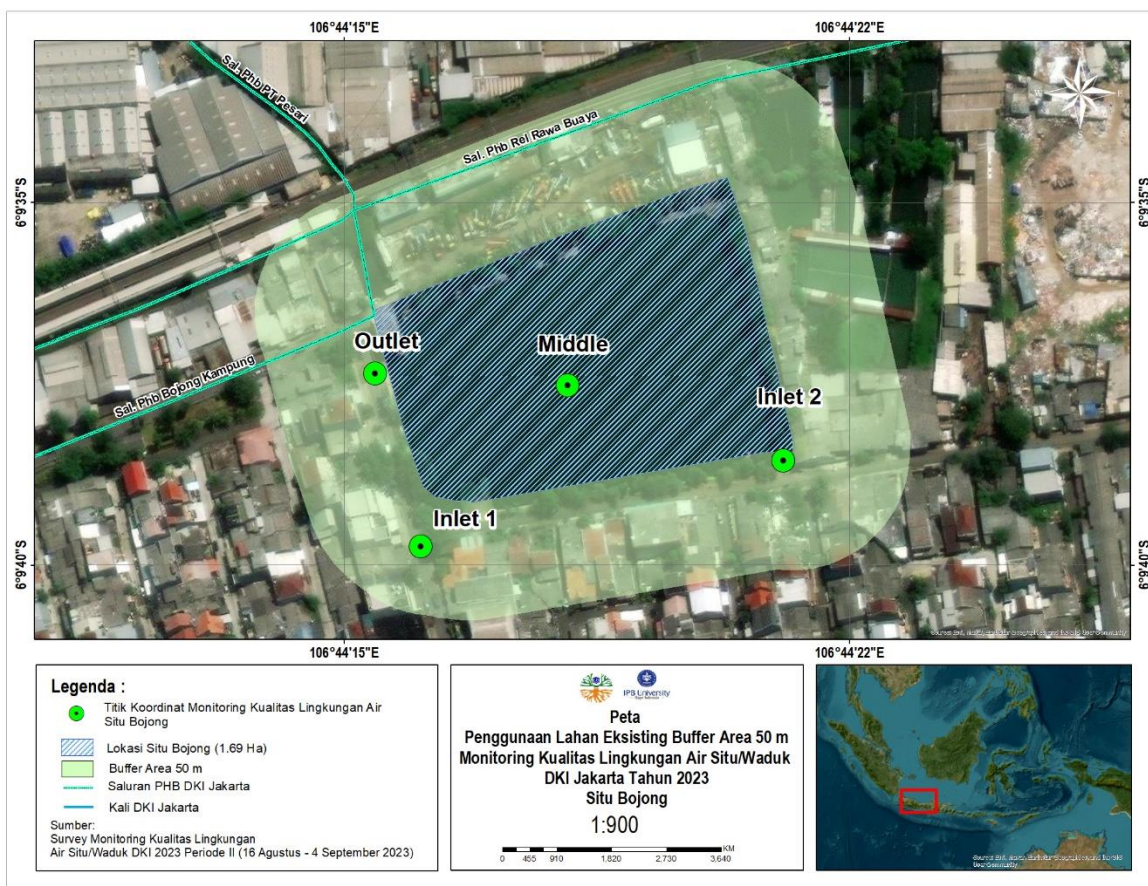 106°44'15"E
106°44'22"E
Sal. Phb PT Pesari
Sal. Phb Rel Rawa Buaya
W
E
S
6°9'35"S
6°9'35"S
Outlet
Middle
Inlet 2
Sal. Phb Bojong Kampung
Inlet 1
6°9'40"S
6°9'40"S
106°44'15"E
106°44'22"E
Legenda :
Titik Koordinat Monitoring Kualitas Lingkungan Air
Situ Bojong
Lokasi Situ Bojong (1.69 Ha)
Buffer Area 50 m
Saluran PHB DKI Jakarta
Kali DKI Jakarta
Sumber:
Survey Monitoring Kualitas Lingkungan
Air Situ/Waduk DKI 2023 Periode II (16 Agustus - 4 September 2023)
IPB University
Peta
Penggunaan Lahan Eksisting Buffer Area 50 m
Monitoring Kualitas Lingkungan Air Situ/Waduk
DKI Jakarta Tahun 2023
Situ Bojong
1:900
KM
0 455 910 1.820 2.730 3.640